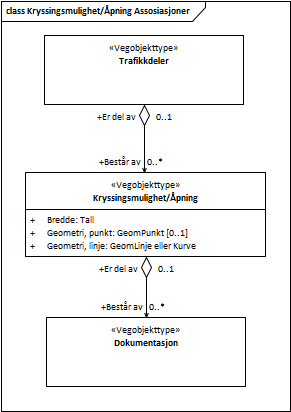 class Kryssingsmulighet/Åpning Assosiasjoner
«Vegobjekttype»
Trafikkdeler
+Er del av 0..1
+Består av 0..*
«Vegobjekttype»
Kryssingsmulighet/Åpning
+ Bredde: Tall
+ Geometri, punkt: GeomPunkt [0..1]
+ Geometri, linje: GeomLinje eller Kurve
+Er del av 0..1
+Består av 0..*
«Vegobjekttype»
Dokumentasjon